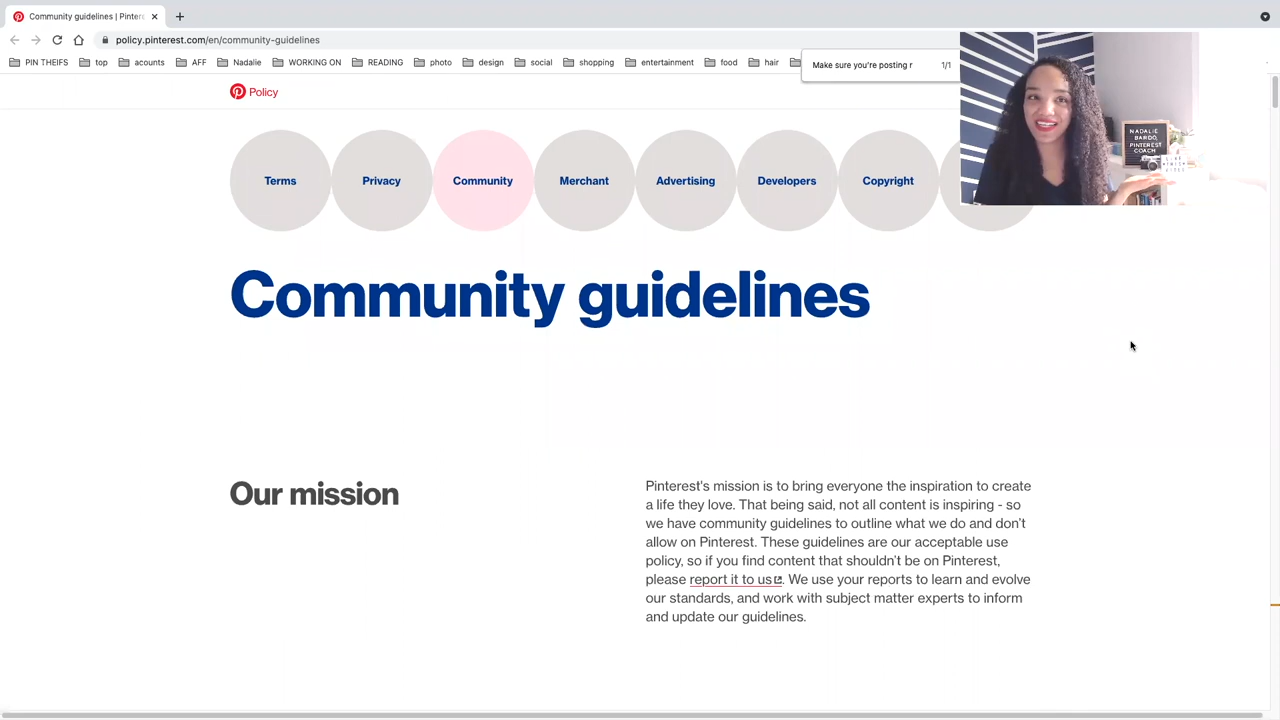 Community guidelines | Pinter
policy.pinterest.com/en/community-guidelines
PIN THEIFS
top
acounts
AFF
Nadalie
WORKING ON
READING
photo
design
social
shopping
entertainment
food
hair
Make sure you're posting r
1/1
Policy
NADALIE
BARDO,
PINTEREST
COACH
Terms
Privacy
Community
Merchant
Advertising
Developers
Copyright
Community guidelines
Our mission
Pinterest's mission is to bring everyone the inspiration to create
a life they love. That being said, not all content is inspiring - so
we have community guidelines to outline what we do and don't
allow on Pinterest. These guidelines are our acceptable use
policy, so if you find content that shouldn't be on Pinterest,
please report it to us. We use your reports to learn and evolve
our standards, and work with subject matter experts to inform
and update our guidelines.